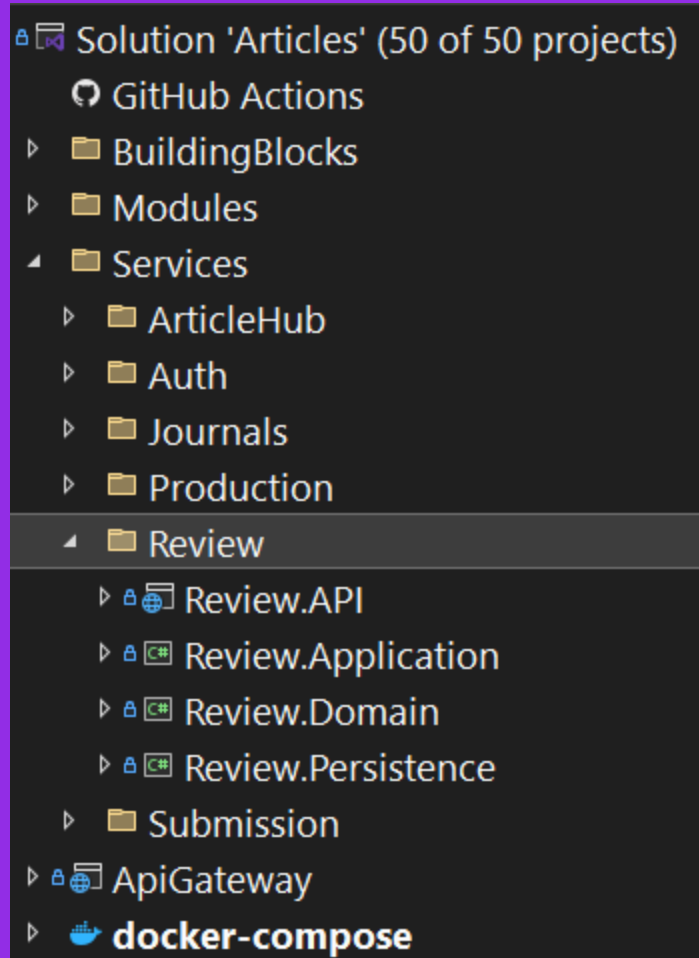 Solution 'Articles' (50 of 50 projects)
GitHub Actions
BuildingBlocks
Modules
Services
ArticleHub
Auth
Journals
Production
Review
Review.API
C# Review.Application
C# Review.Domain
C# Review.Persistence
Submission
ApiGateway
docker-compose